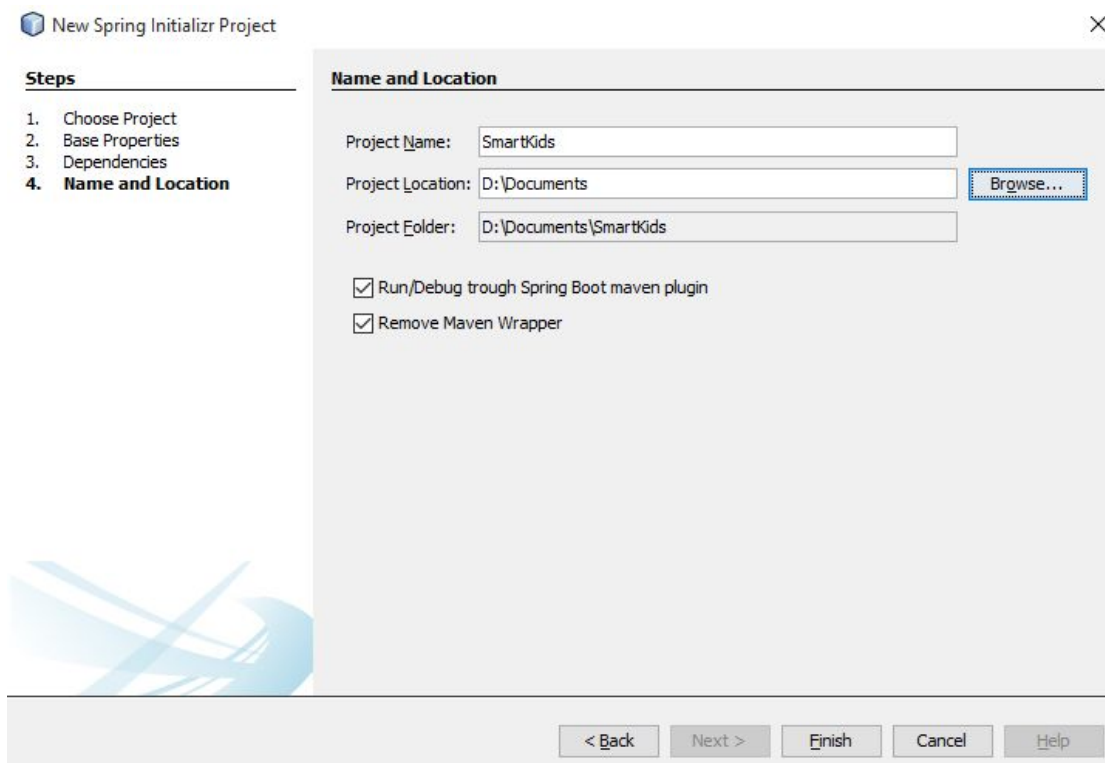 New Spring Initializr Project
Steps
1. Choose Project
2. Base Properties
3. Dependencies
4. Name and Location
Name and Location
Project Name: SmartKids
Project Location: D:\Documents Browse...
Project Folder: D:\Documents\SmartKids
Run/Debug trough Spring Boot maven plugin
Remove Maven Wrapper
< Back Next > Finish Cancel Help